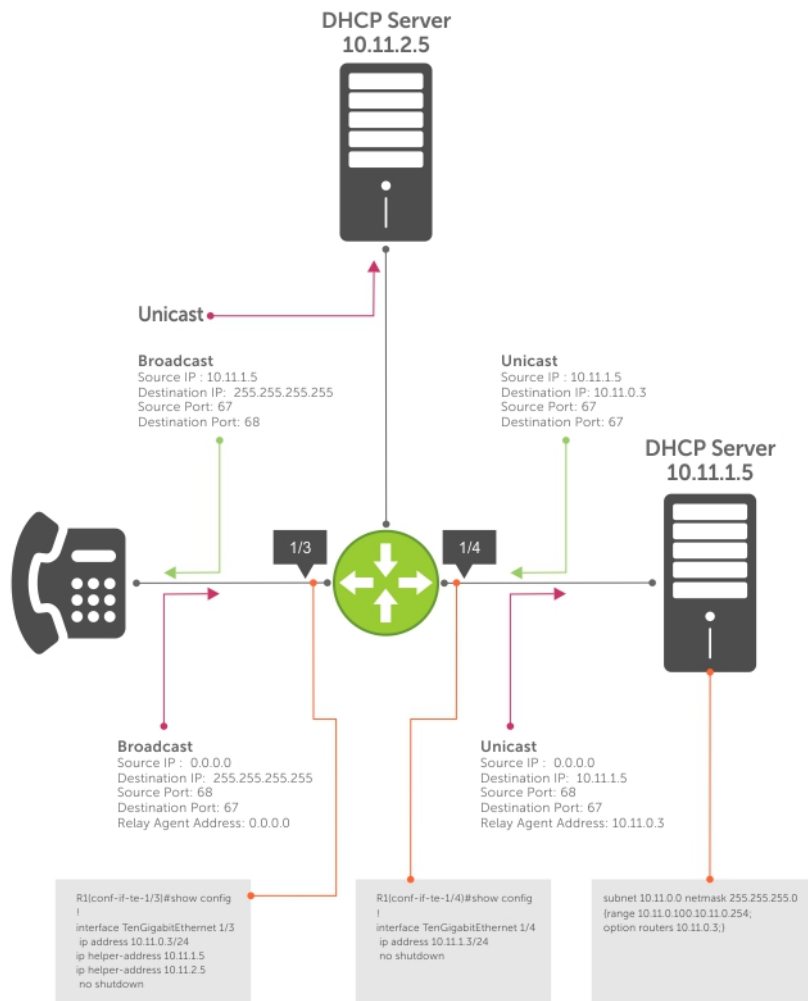 DHCP Server
10.11.2.5
Unicast
Broadcast
Source IP : 10.11.1.5
Destination IP: 255.255.255.255
Source Port: 67
Destination Port: 68
Unicast
Source IP : 10.11.1.5
Destination IP: 10.11.0.3
Source Port: 67
Destination Port: 67
DHCP Server
10.11.1.5
1/3
1/4
Broadcast
Source IP : 0.0.0.0
Destination IP: 255.255.255.255
Source Port: 68
Destination Port: 67
Relay Agent Address: 0.0.0.0
Unicast
Source IP : 0.0.0.0
Destination IP: 10.11.1.5
Source Port: 68
Destination Port: 67
Relay Agent Address: 10.11.0.3
R1(conf-if-te-1/3)#show config
!
interface TenGigabitEthernet 1/3
ip address 10.11.0.3/24
ip helper-address 10.11.1.5
ip helper-address 10.11.2.5
no shutdown
R1(conf-if-te-1/4)#show config
!
interface TenGigabitEthernet 1/4
ip address 10.11.1.3/24
no shutdown
subnet 10.11.0.0 netmask 255.255.255.0
{range 10.11.0.100.10.11.0.254;
option routers 10.11.0.3;}